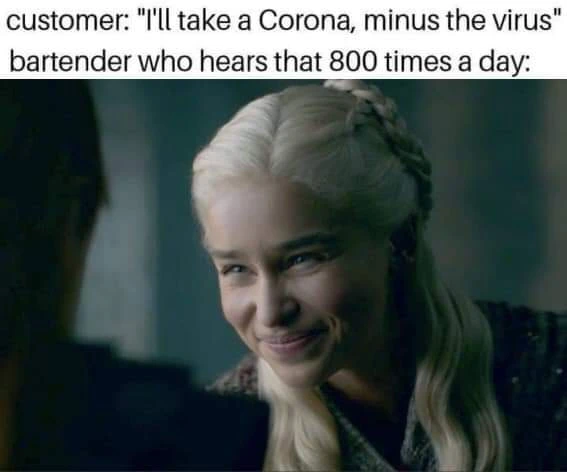 customer: "I'll take a Corona, minus the virus"
bartender who hears that 800 times a day: